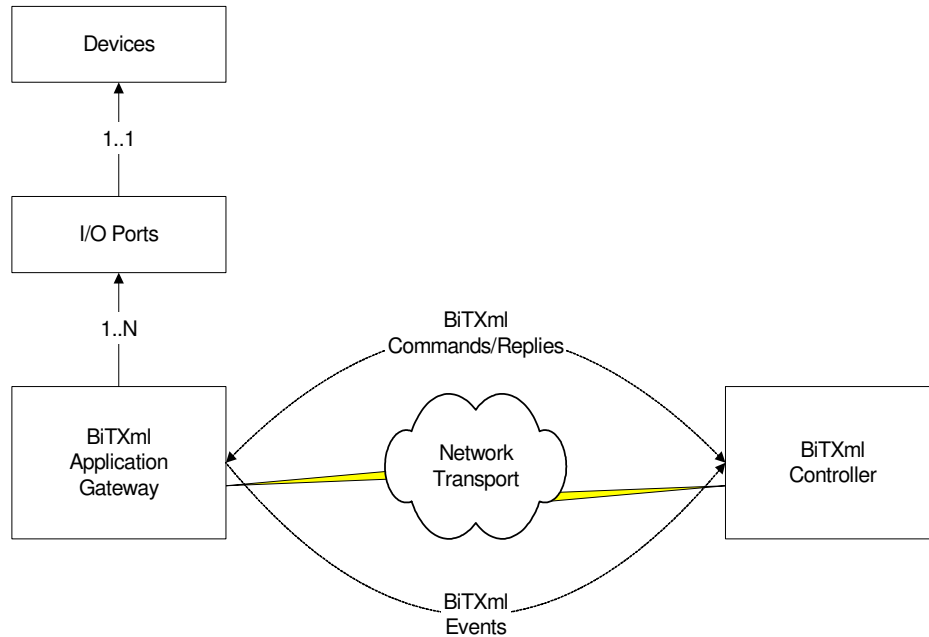 Devices
1..1
I/O Ports
1..N
BiTXml
Commands/Replies
BiTXml
Application
Gateway
Network
Transport
BiTXml
Controller
BiTXml
Events